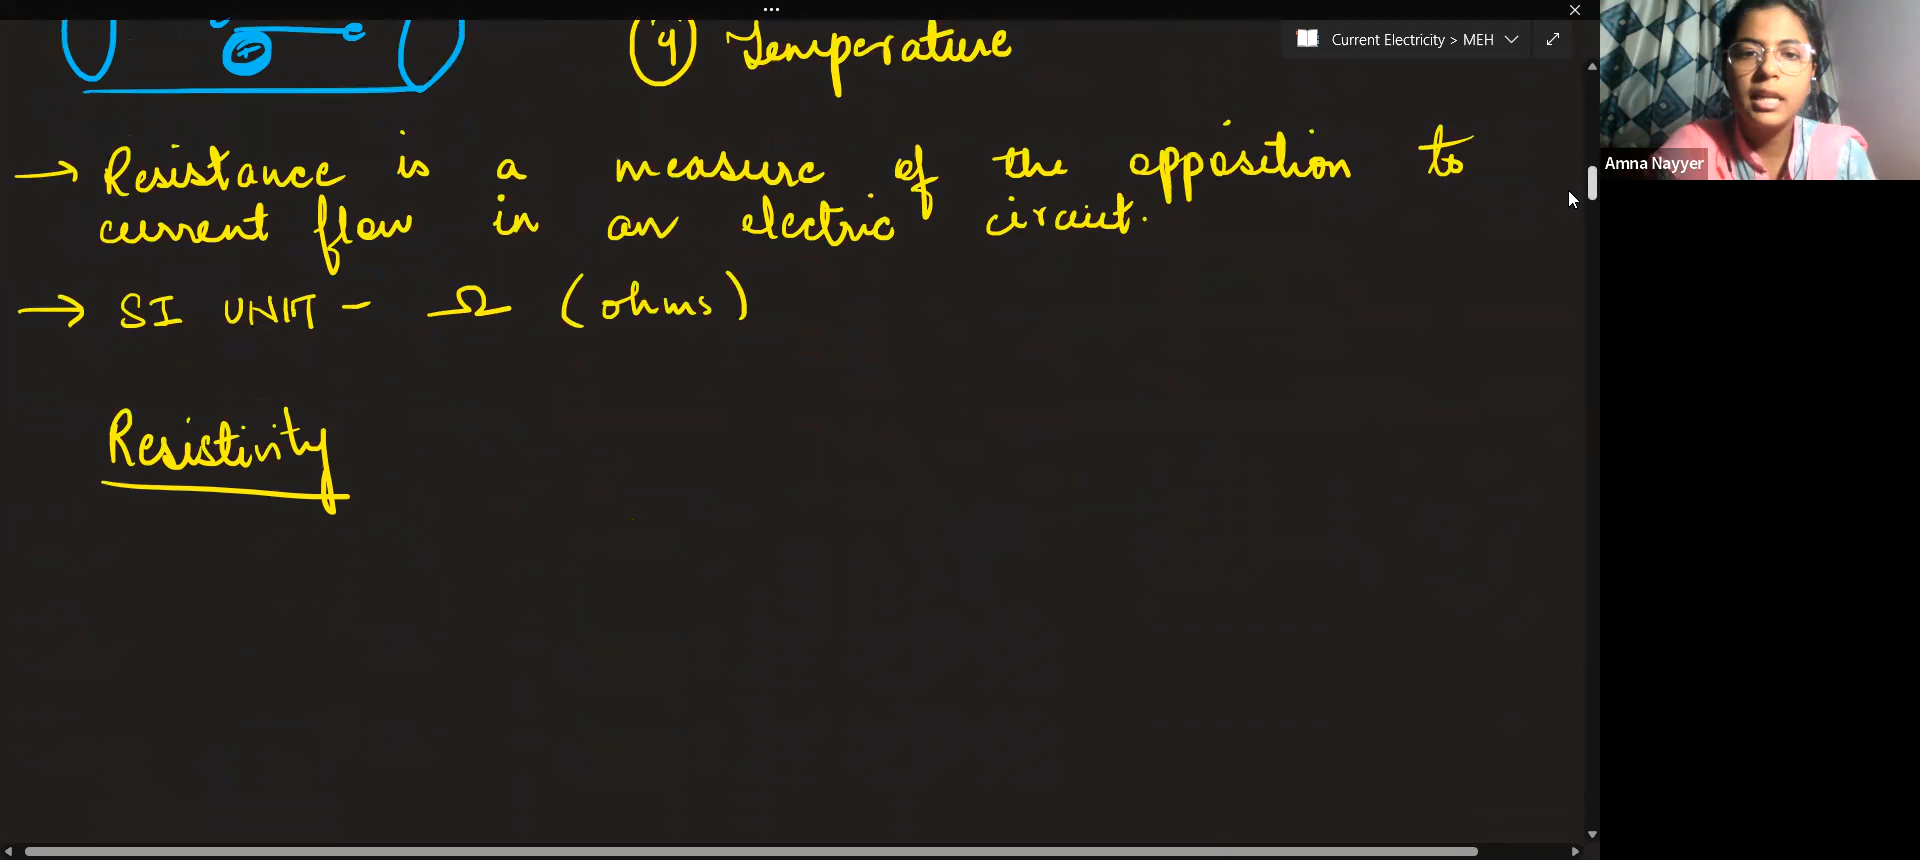 Current Electricity > MEH
4 Temperature
Amna Nayyer
→ Resistance is a measure of the opposition to
current flow in an electric circuit.
→ SI UNIT - Ω (ohms)
Resistivity